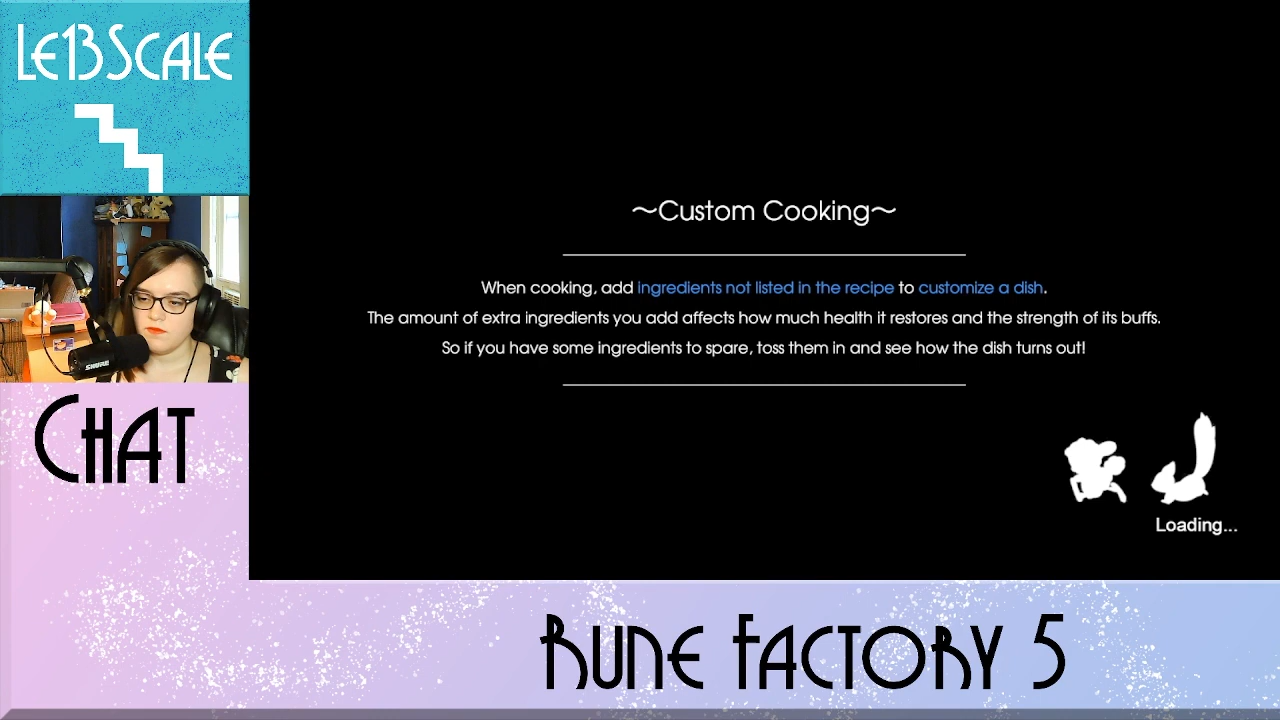 Le13Scale
～Custom Cooking～
When cooking, add ingredients not listed in the recipe to customize a dish.
The amount of extra ingredients you add affects how much health it restores and the strength of its buffs.
So if you have some ingredients to spare, toss them in and see how the dish turns out!
SHURE
Chat
Loading...
Rune Factory 5